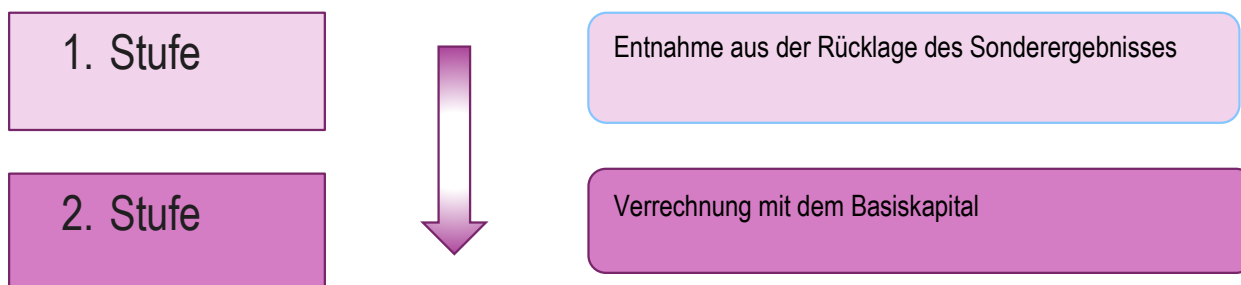 1. Stufe
Entnahme aus der Rücklage des Sonderergebnisses
2. Stufe
Verrechnung mit dem Basiskapital